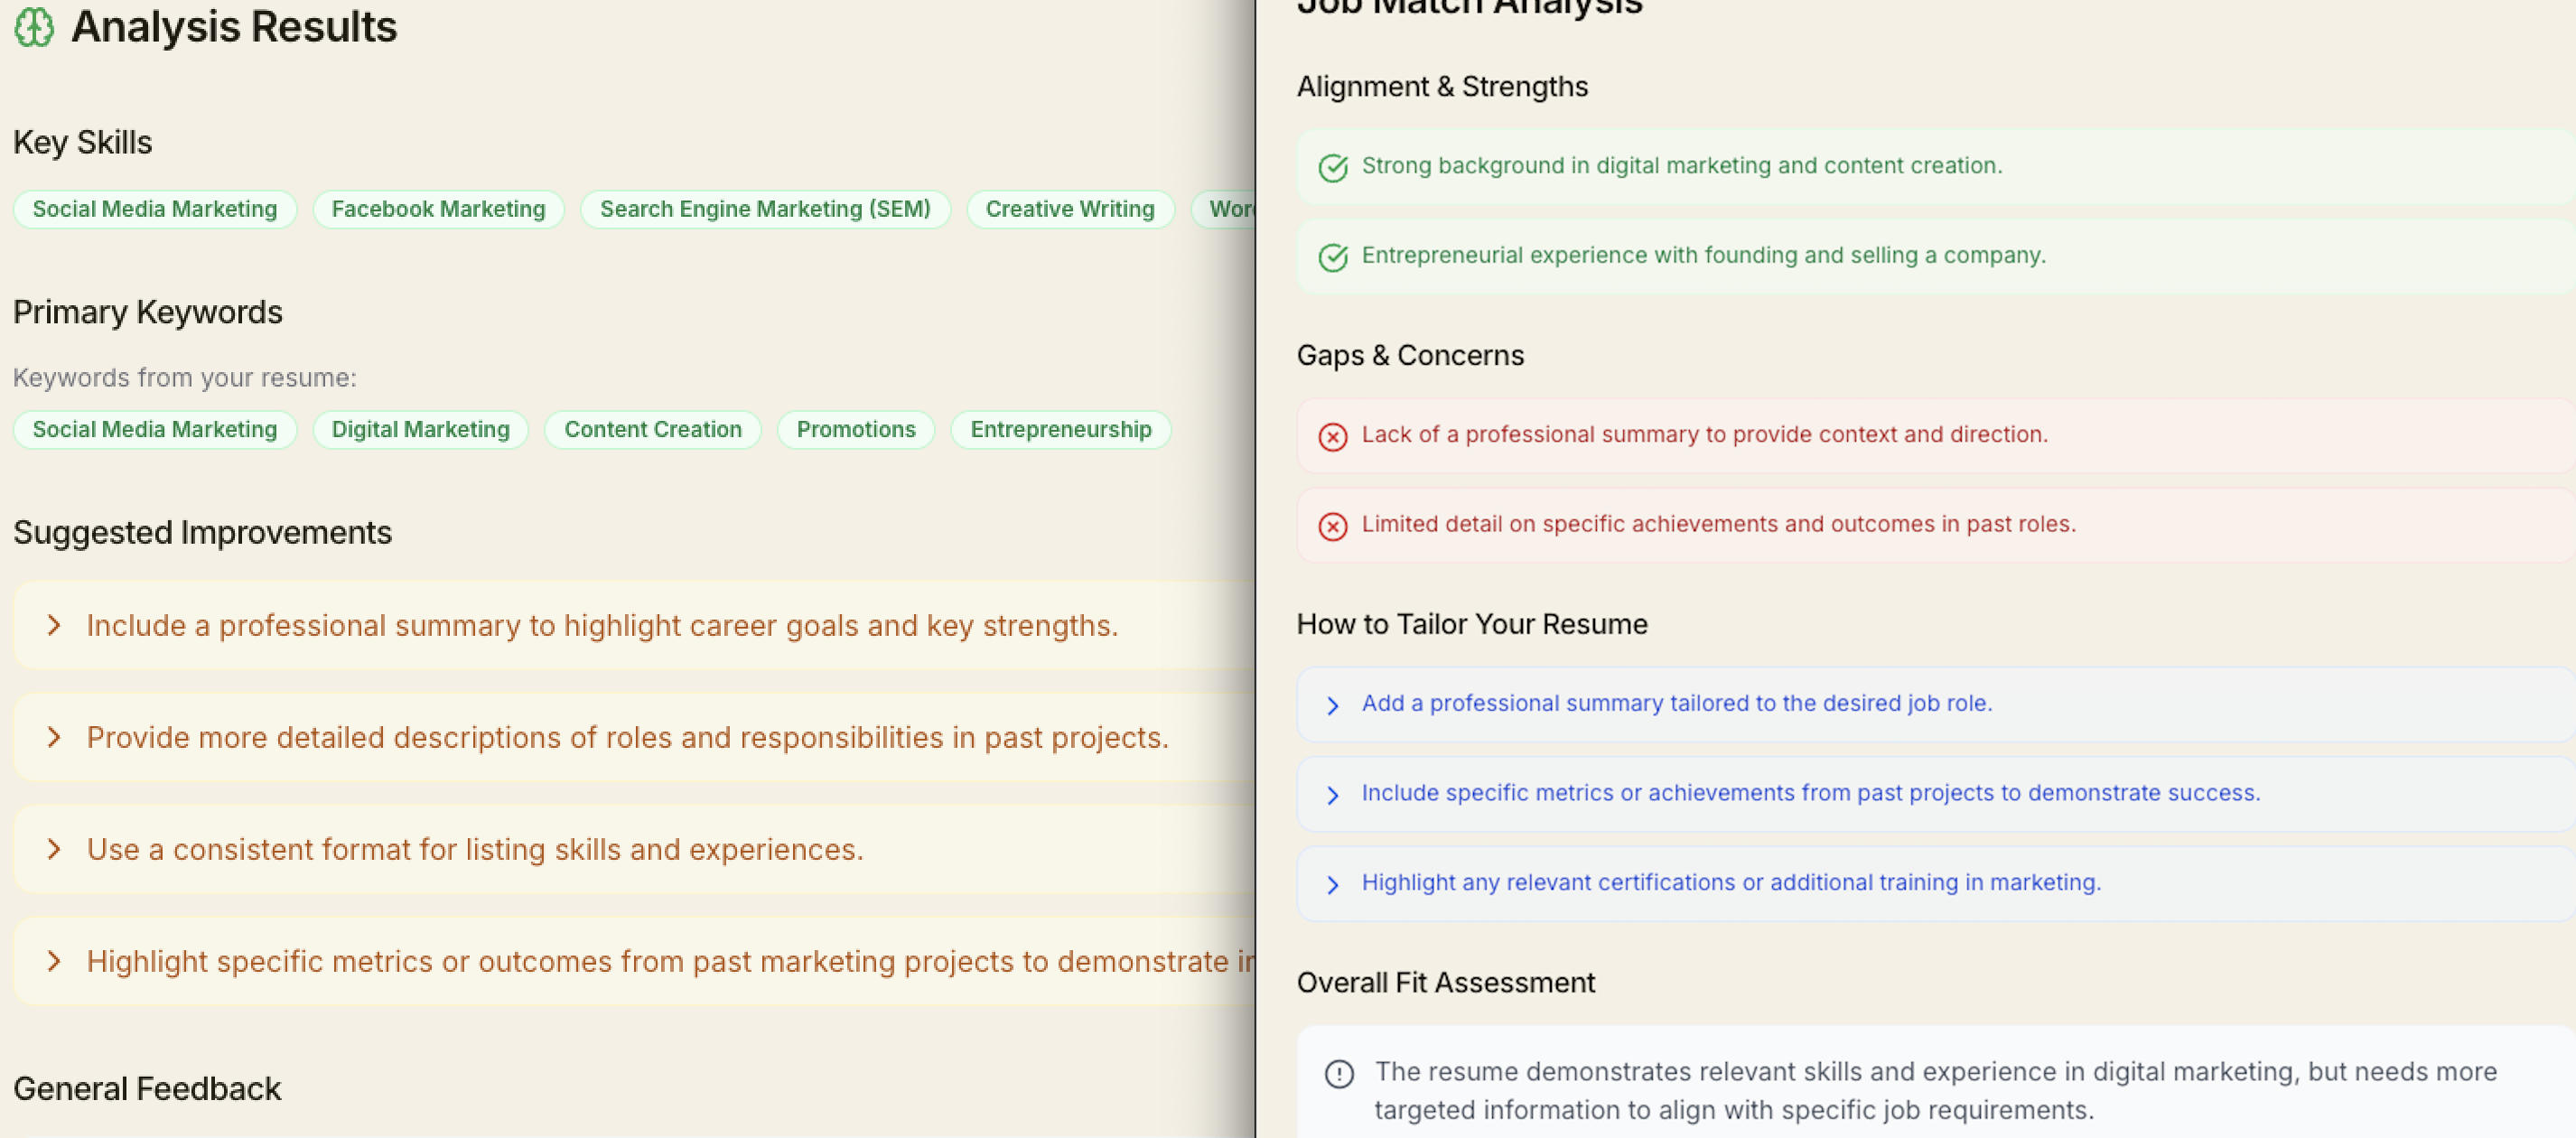 Analysis Results
Key Skills
Social Media Marketing
Facebook Marketing
Search Engine Marketing (SEM)
Creative Writing
Primary Keywords
Keywords from your resume:
Social Media Marketing
Digital Marketing
Content Creation
Promotions
Entrepreneurship
Suggested Improvements
Include a professional summary to highlight career goals and key strengths.
Provide more detailed descriptions of roles and responsibilities in past projects.
Use a consistent format for listing skills and experiences.
Highlight specific metrics or outcomes from past marketing projects to demonstrate
General Feedback
Job Match Analysis
Alignment & Strengths
Strong background in digital marketing and content creation.
Entrepreneurial experience with founding and selling a company.
Gaps & Concerns
Lack of a professional summary to provide context and direction.
Limited detail on specific achievements and outcomes in past roles.
How to Tailor Your Resume
Add a professional summary tailored to the desired job role.
Include specific metrics or achievements from past projects to demonstrate success.
Highlight any relevant certifications or additional training in marketing.
Overall Fit Assessment
The resume demonstrates relevant skills and experience in digital marketing, but needs more
targeted information to align with specific job requirements.